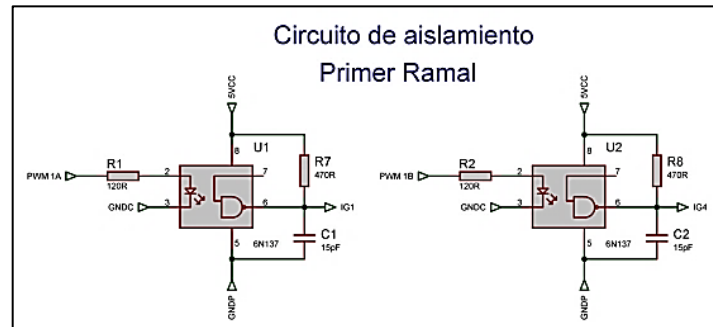 Circuito de aislamiento
Primer Ramal
5VCC
5VCC
8
U1
8
U2
R1
R7
R2
R8
PWM 1A
2
7
470R
PWM 1B
2
7
470R
120R
120R
GNDC
3
6
IG1
GNDC
3
6
IG4
C1
C2
5
6N137
15pF
5
6N137
15pF
GNDP
GNDP